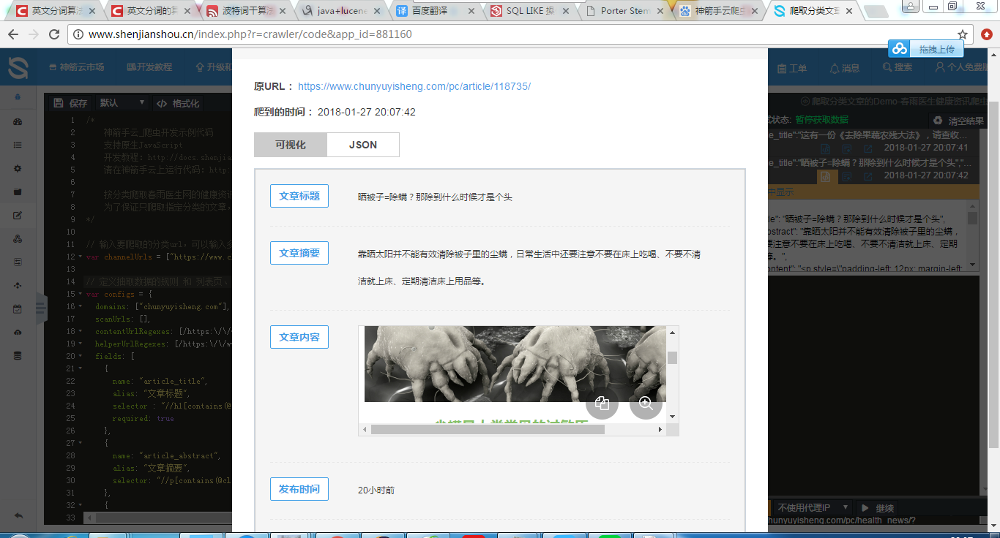 英文分词算法
英文分词的集
波特词干算法
java+lucene
百度翻译
SQL LIKE 操
Porter Stem
神箭手云爬虫
爬取分类文章
www.shenjianshou.cn/index.php?r=crawler/code&app_id=881160
拖拽上传
神箭云市场
开发教程
升级和
工单
消息
搜索
个人免费版
保存
默认
格式化
爬取分类文章的Demo-春雨医生健康资讯爬虫
试状态: 暂停获取数据
清空结果
1 /*
2 神箭手云_爬虫开发示例代码
3 支持原生JavaScript
4 开发教程：http://docs.shenjia
5 请在神箭手云上运行代码：http:
6
7 按分类爬取春雨医生网的健康资讯
8 为了保证只爬取指定分类的文章，
9 */
10
11 // 输入要爬取的分类url，可以输入多
12 var channelUrls = ["https://www.c
13
14 // 定义抽取数据的规则 和 列表页、
15 var configs = {
16 domains: ["chunyuyisheng.com"],
17 scanUrls: [],
18 contentUrlRegexes: [/https:\/\/w
19 helperUrlRegexes: [/https:\/\/w
20 fields: [
21 {
22 name: "article_title",
23 alias: "文章标题",
24 selector : "//h1[contains(@
25 required: true
26 },
27 {
28 name: "article_abstract",
29 alias: "文章摘要",
30 selector: "//p[contains(@cl
31 },
32 {
33
原URL： https://www.chunyuyisheng.com/pc/article/118735/
爬到的时间： 2018-01-27 20:07:42
可视化
JSON
文章标题
晒被子=除螨？那除到什么时候才是个头
文章摘要
靠晒太阳并不能有效清除被子里的尘螨，日常生活中还要注意不要在床上吃喝、不要不清
洁就上床、定期清洁床上用品等。
文章内容
发布时间
20小时前
e_title":"这有一份《去除果蔬农残大法》，请查收...
2018-01-27 20:07:41
e_title":"晒被子=除螨？那除到什么时候才是个头","...
2018-01-27 20:07:42
中显示
tle": "晒被子=除螨？那除到什么时候才是个头",
bstract": "靠晒太阳并不能有效清除被子里的尘螨，
要注意不要在床上吃喝、不要不清洁就上床、定期
等。",
ontent": "<p style=\"padding-left: 12px; margin-left:
不使用代理IP
继续
hunyuyisheng.com/pc/health_news/?